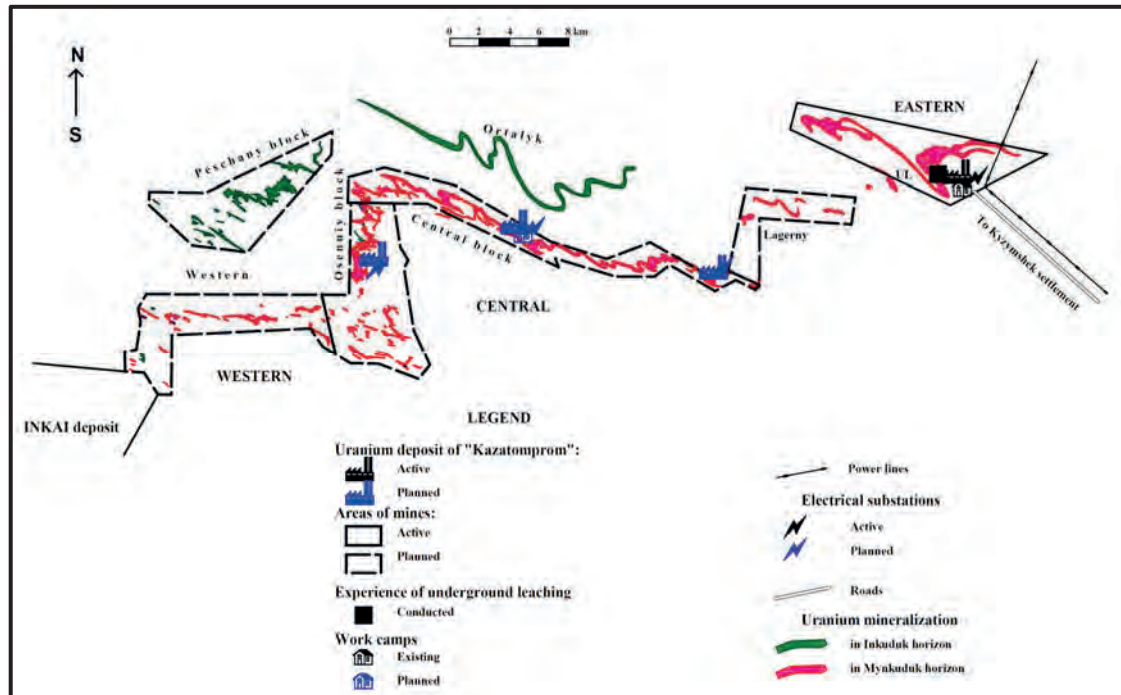 0 2 4 6 8 km
N
S
EASTERN
Ortalyk
Peschany block
UL
Osennuiy block
Central block
Lagerny
To Kyzymshek settlement
Western
CENTRAL
WESTERN
INKAI deposit
LEGEND
Uranium deposit of "Kazatomprom":
Active
Planned
Areas of mines:
Active
Planned
Experience of underground leaching
Conducted
Work camps
Existing
Planned
Power lines
Electrical substations
Active
Planned
Roads
Uranium mineralization
in Inkuduk horizon
in Mynkuduk horizon